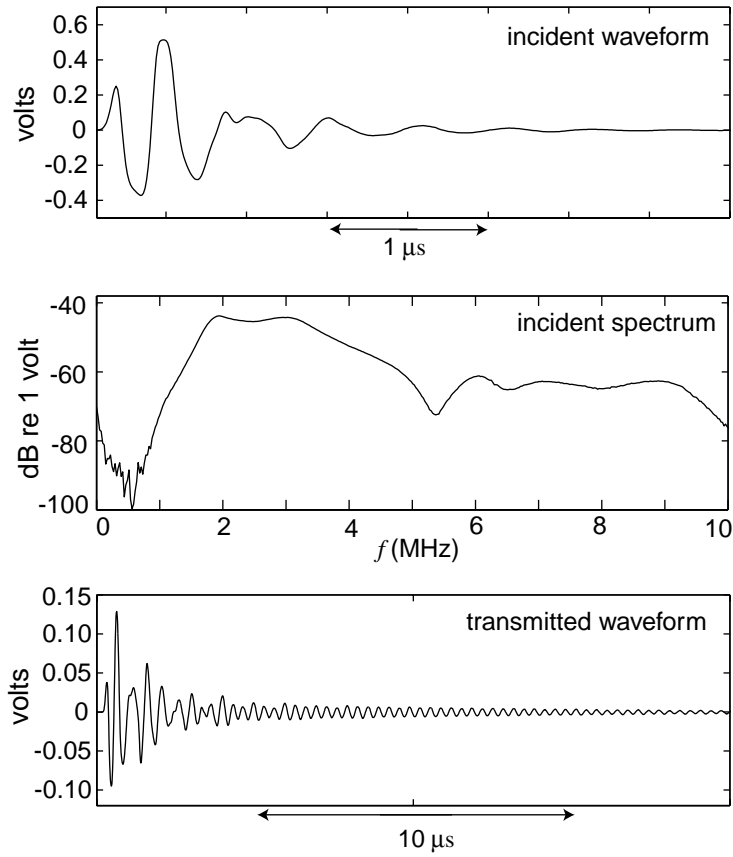 incident waveform
volts
0.6
0.4
0.2
0
-0.2
-0.4
1 μs
incident spectrum
dB re 1 volt
-40
-60
-80
-100
0 2 4 6 8 10
f (MHz)
transmitted waveform
volts
0.15
0.10
0.05
0
-0.05
-0.10
10 μs